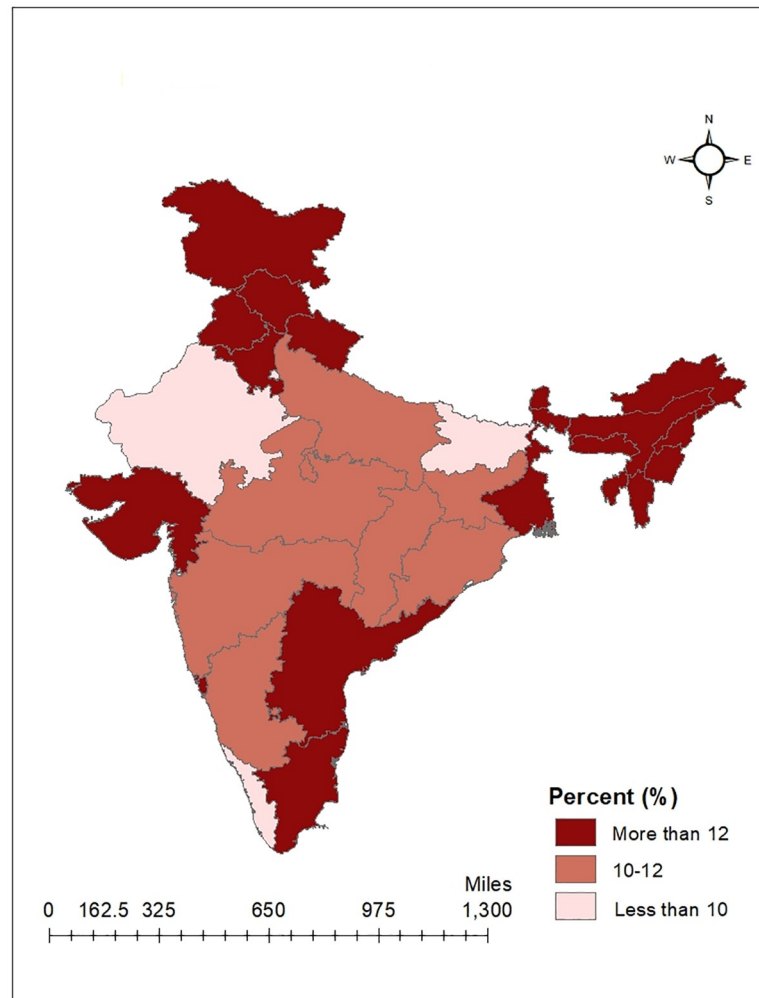 N
W E
S
Percent (%)
More than 12
10-12
Less than 10
Miles
0 162.5 325 650 975 1,300